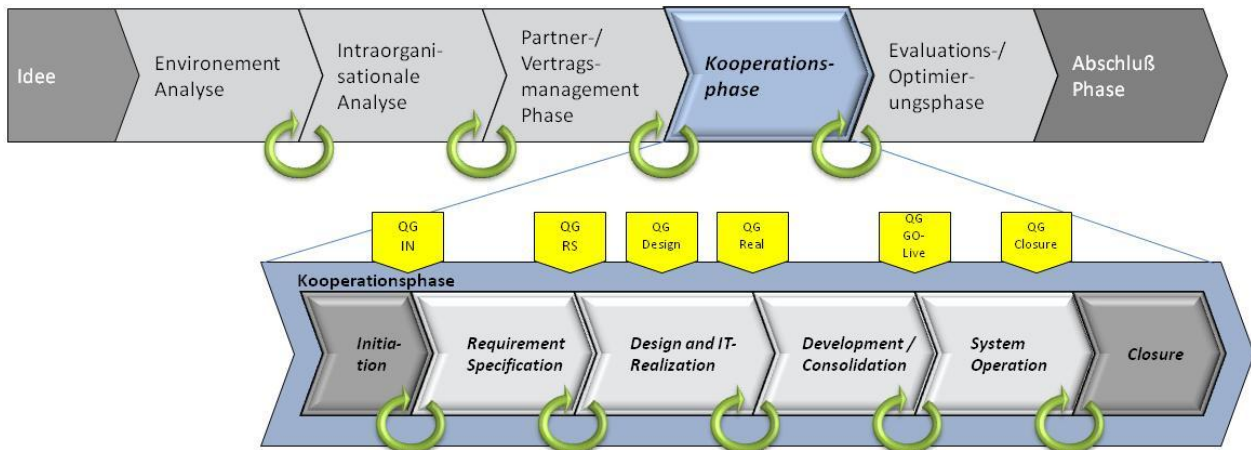 Idee
Environement
Analyse
Intraorgani-
sationale
Analyse
Partner-/
Vertrags-
management
Phase
Kooperations-
phase
Evaluations-/
Optimier-
ungsphase
Abschluß
Phase
QG
IN
QG
RS
QG
Design
QG
Real
QG
GO-
Live
QG
Closure
Kooperationsphase
Initia-
tion
Requirement
Specification
Design and IT-
Realization
Development /
Consolidation
System
Operation
Closure